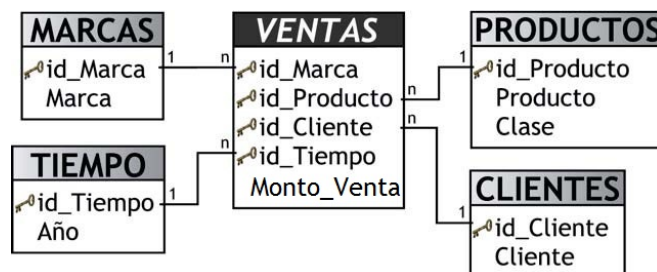 MARCAS
id_Marca
Marca
1
n
VENTAS
id_Marca
id_Producto
id_Cliente
id_Tiempo
Monto_Venta
n
n
n
1
PRODUCTOS
id_Producto
Producto
Clase
TIEMPO
id_Tiempo
Año
1
1
CLIENTES
id_Cliente
Cliente